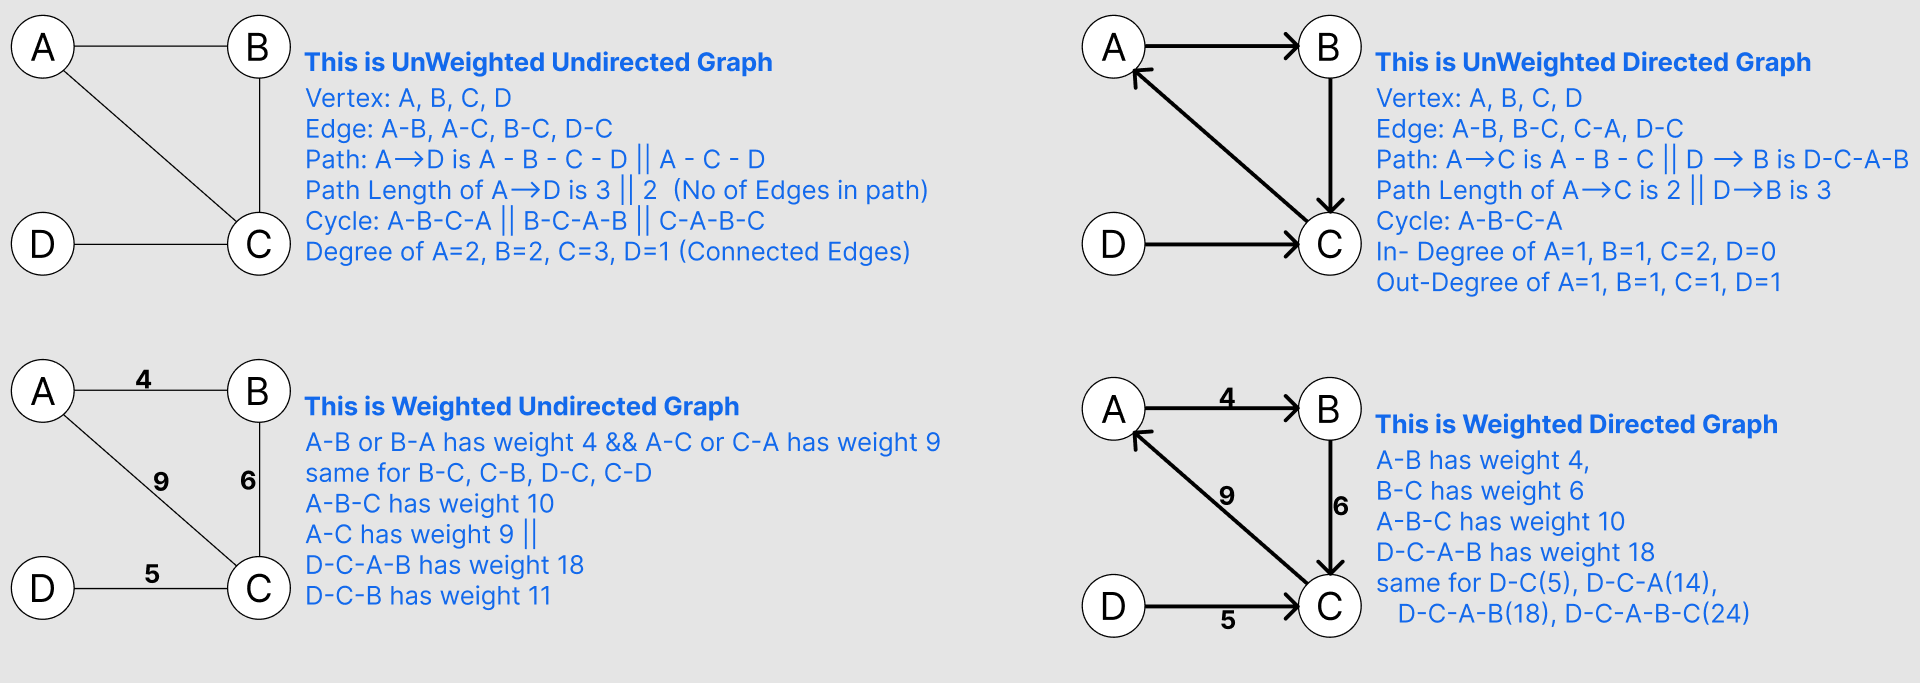 A
B
D
C
This is UnWeighted Undirected Graph
Vertex: A, B, C, D
Edge: A-B, A-C, B-C, D-C
Path: A⟶D is A - B - C - D || A - C - D
Path Length of A⟶D is 3 || 2  (No of Edges in path)
Cycle: A-B-C-A || B-C-A-B || C-A-B-C
Degree of A=2, B=2, C=3, D=1 (Connected Edges)
A
B
D
C
This is UnWeighted Directed Graph
Vertex: A, B, C, D
Edge: A-B, B-C, C-A, D-C
Path: A⟶C is A - B - C || D ⟶ B is D-C-A-B
Path Length of A⟶C is 2 || D⟶B is 3
Cycle: A-B-C-A
In- Degree of A=1, B=1, C=2, D=0
Out-Degree of A=1, B=1, C=1, D=1
A
4
B
9
6
D
5
C
This is Weighted Undirected Graph
A-B or B-A has weight 4 && A-C or C-A has weight 9
same for B-C, C-B, D-C, C-D
A-B-C has weight 10
A-C has weight 9 ||
D-C-A-B has weight 18
D-C-B has weight 11
A
4
B
9
6
D
5
C
This is Weighted Directed Graph
A-B has weight 4,
B-C has weight 6
A-B-C has weight 10
D-C-A-B has weight 18
same for D-C(5), D-C-A(14),
D-C-A-B(18), D-C-A-B-C(24)